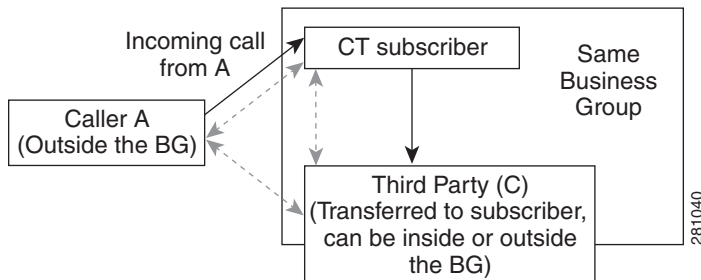 Incoming call
from A
CT subscriber
Same
Business
Group
Caller A
(Outside the BG)
Third Party (C)
(Transferred to subscriber,
can be inside or outside
the BG)
281040